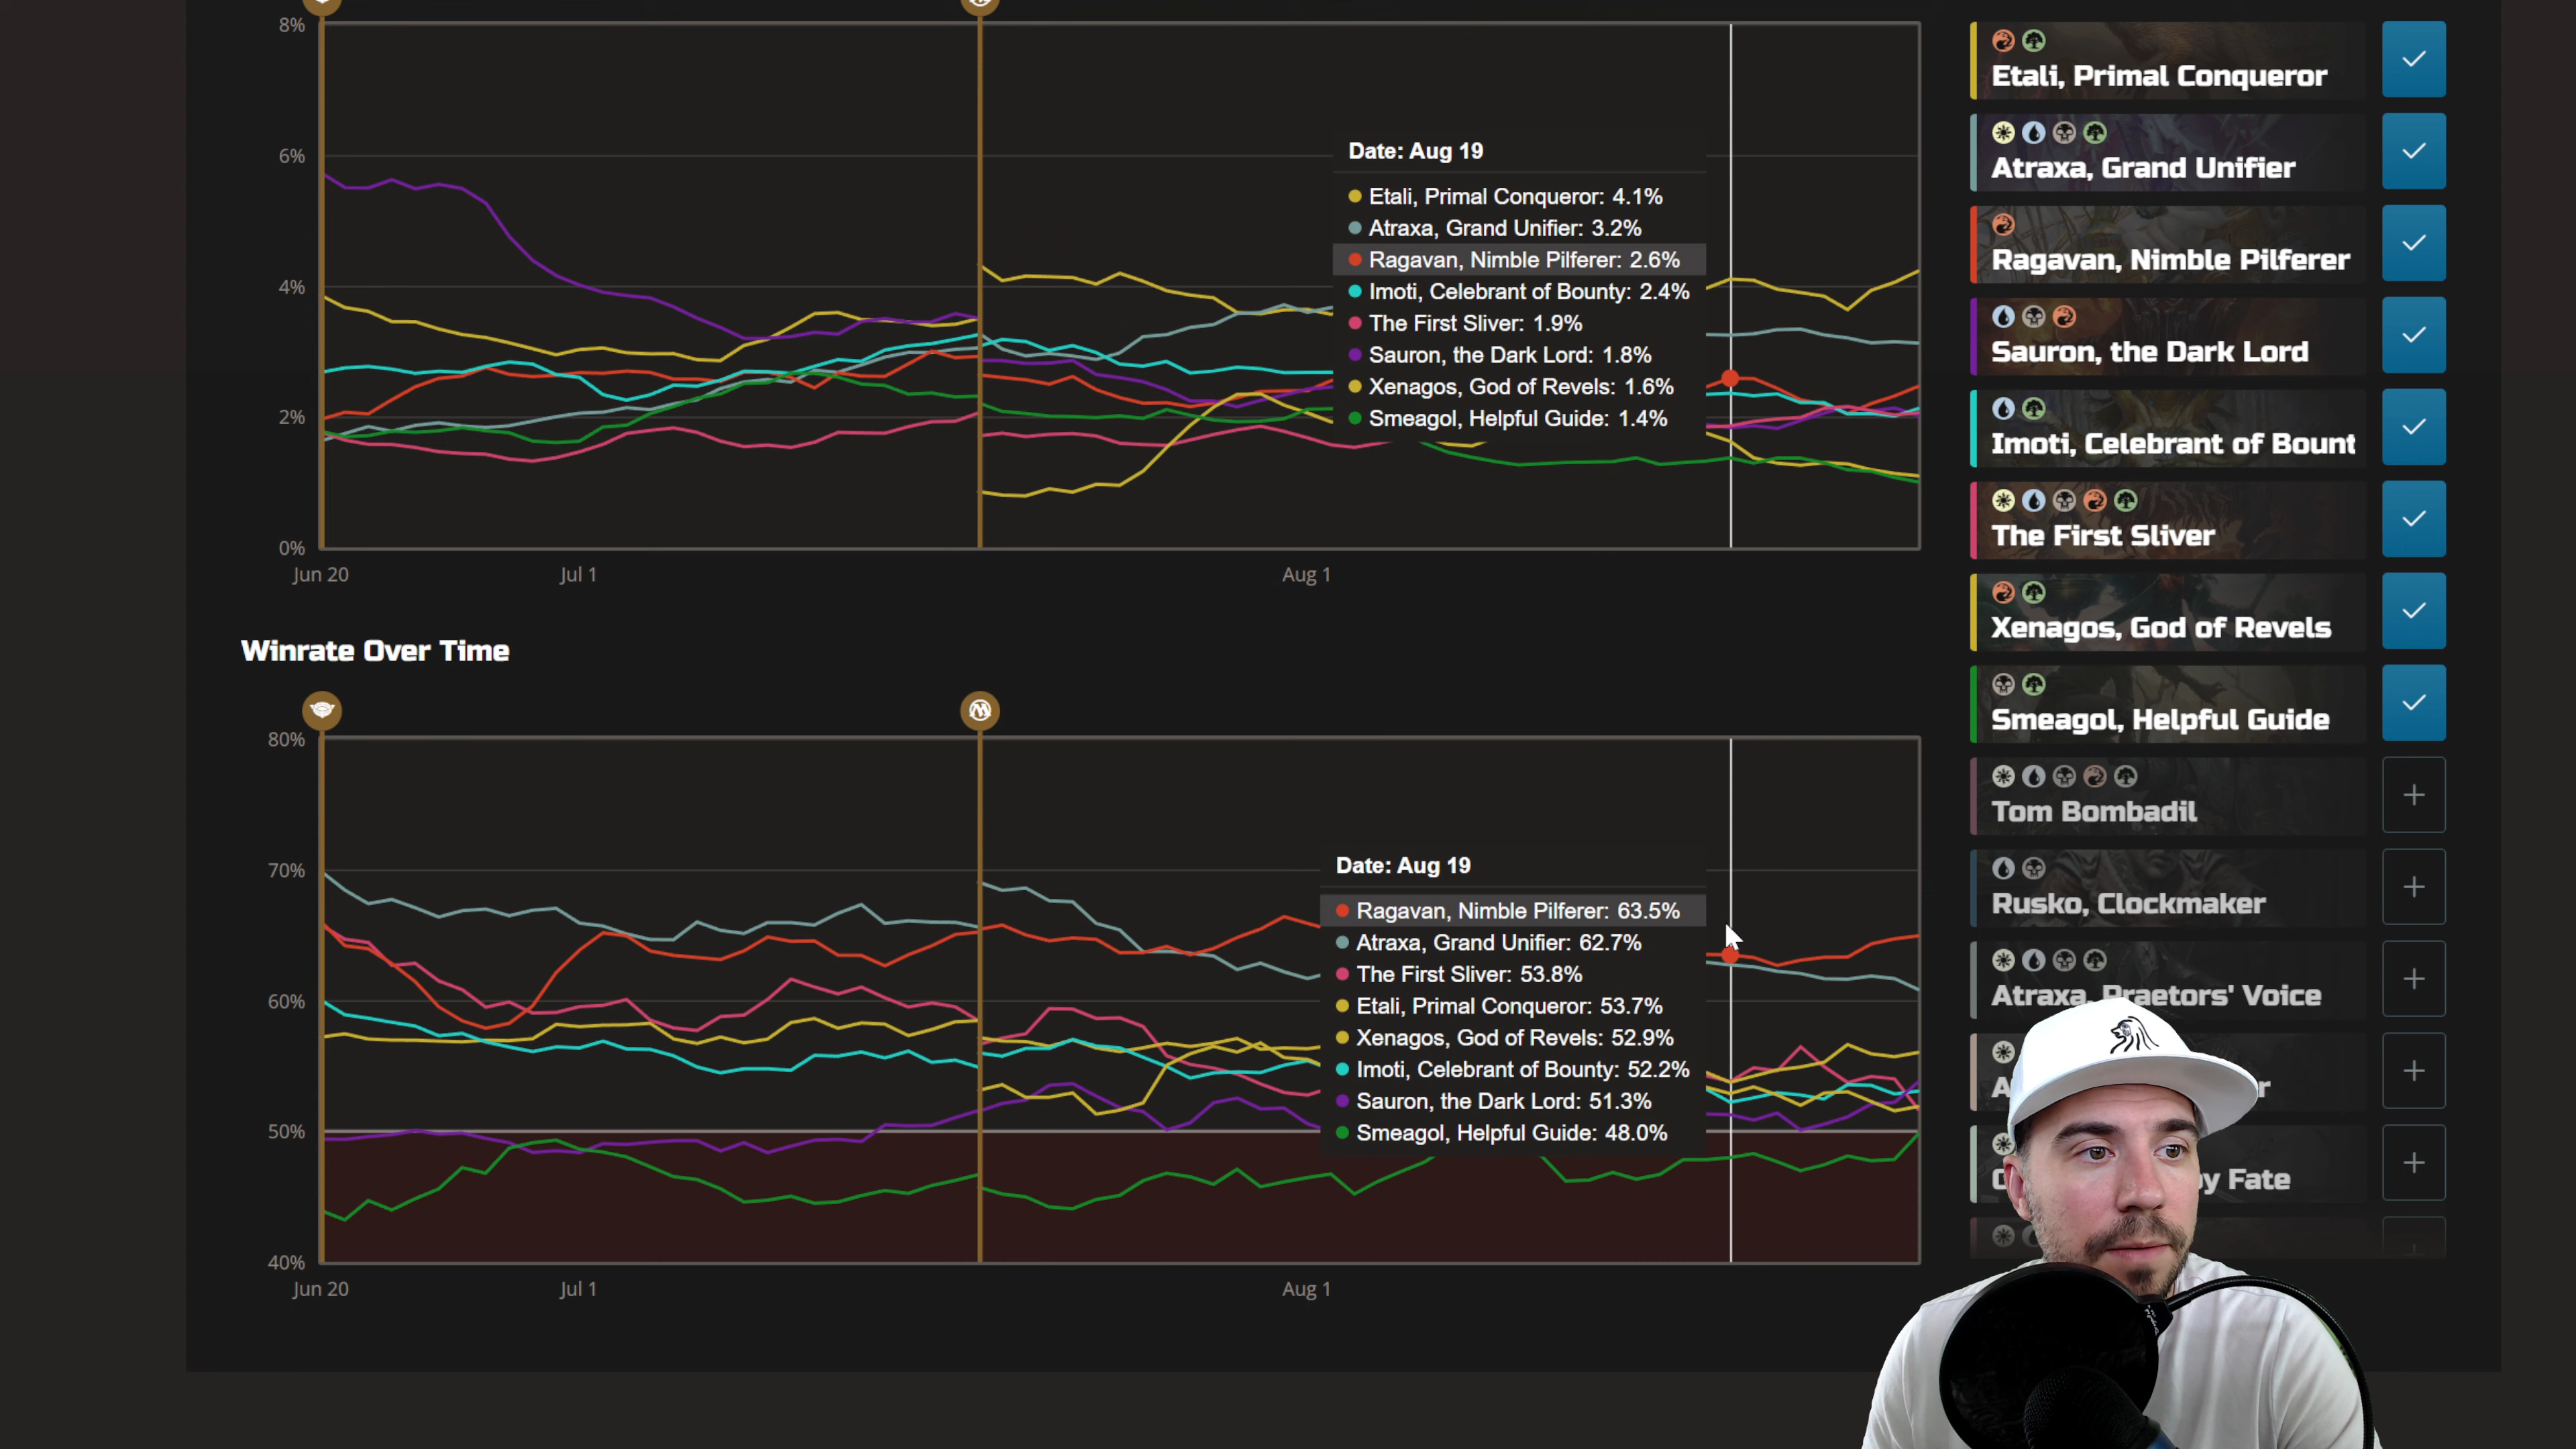 8%
6%
4%
2%
0%
Jun 20
Jul 1
Aug 1
Date: Aug 19
Etali, Primal Conqueror: 4.1%
Atraxa, Grand Unifier: 3.2%
Ragavan, Nimble Pilferer: 2.6%
Imoti, Celebrant of Bounty: 2.4%
The First Sliver: 1.9%
Sauron, the Dark Lord: 1.8%
Xenagos, God of Revels: 1.6%
Smeagol, Helpful Guide: 1.4%
Winrate Over Time
80%
70%
60%
50%
40%
Jun 20
Jul 1
Aug 1
Date: Aug 19
Ragavan, Nimble Pilferer: 63.5%
Atraxa, Grand Unifier: 62.7%
The First Sliver: 53.8%
Etali, Primal Conqueror: 53.7%
Xenagos, God of Revels: 52.9%
Imoti, Celebrant of Bounty: 52.2%
Sauron, the Dark Lord: 51.3%
Smeagol, Helpful Guide: 48.0%
Etali, Primal Conqueror
Atraxa, Grand Unifier
Ragavan, Nimble Pilferer
Sauron, the Dark Lord
Imoti, Celebrant of Bount
The First Sliver
Xenagos, God of Revels
Smeagol, Helpful Guide
Tom Bombadil
Rusko, Clockmaker
Atraxa, Praetors' Voice
by Fate